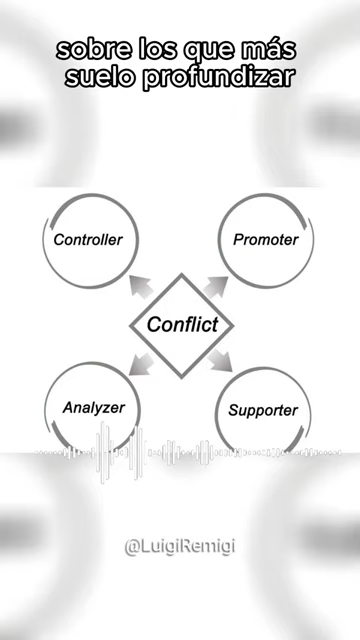 sobre los que más
suelo profundizar
Controller
Promoter
Conflict
Analyzer
Supporter
@LuigiRemigi